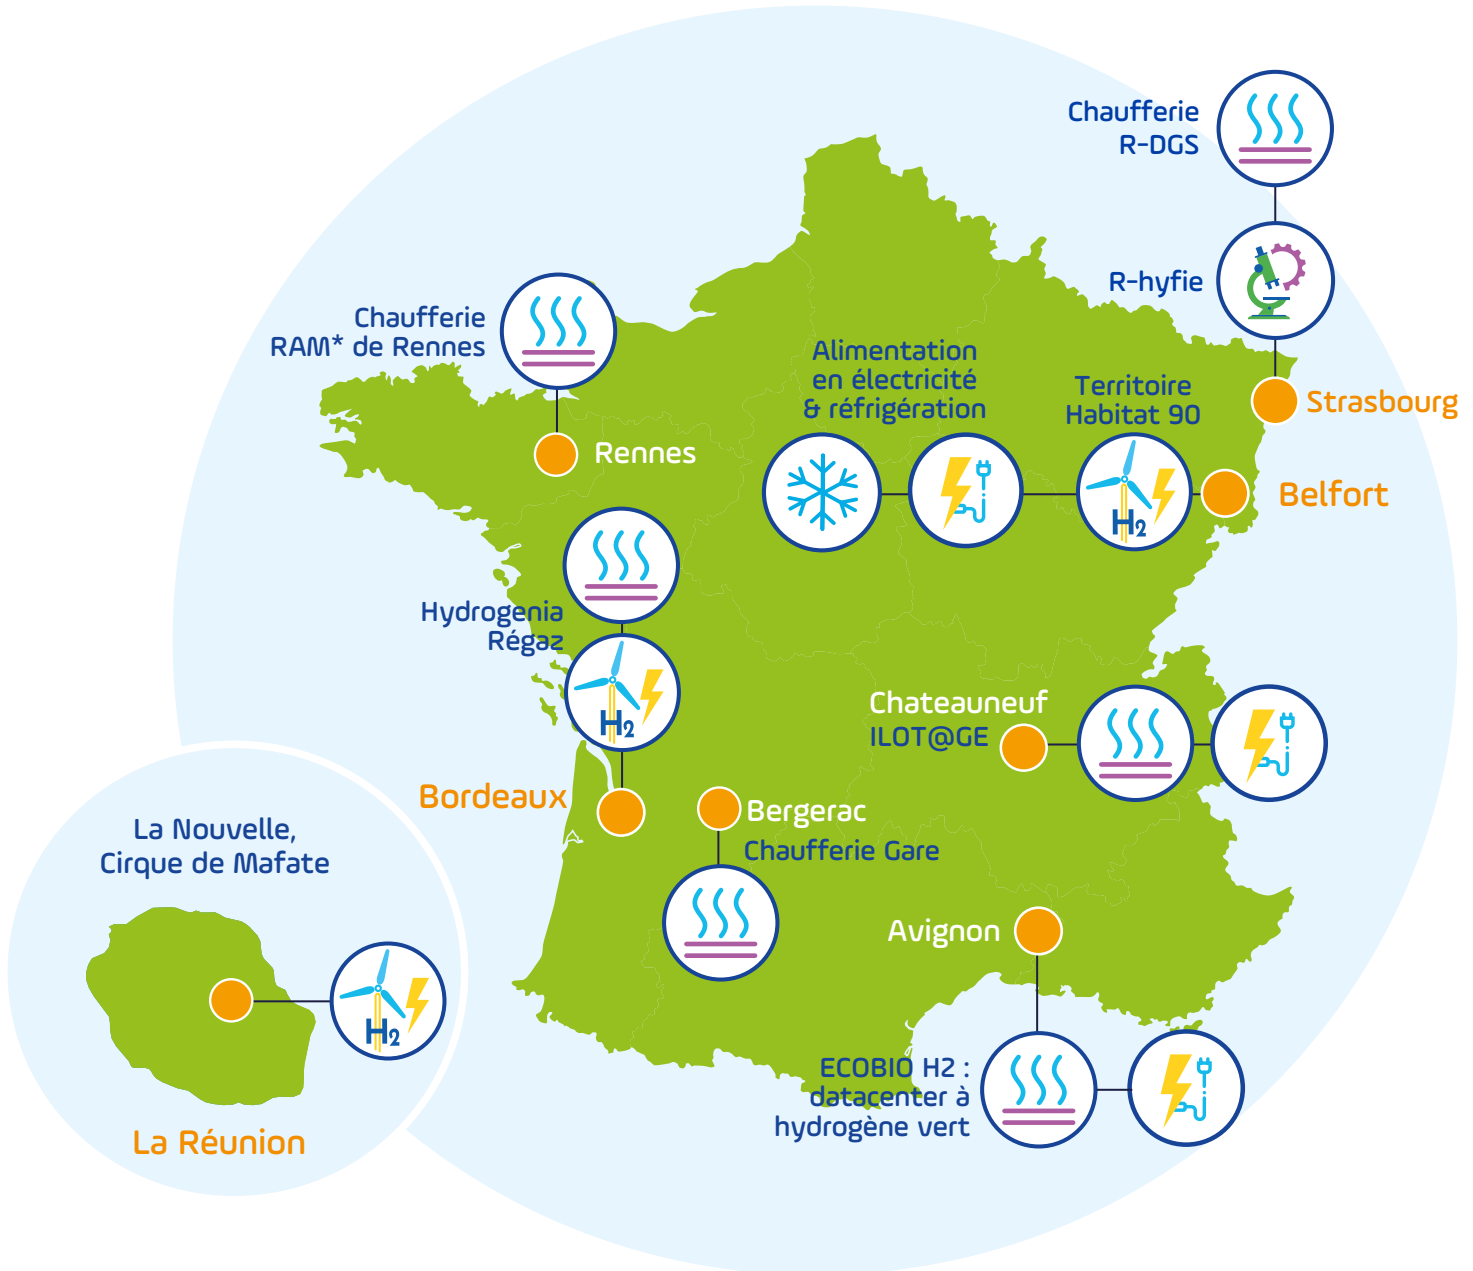 Chaufferie
R-DGS
R-hyfie
Strasbourg
Chaufferie
RAM* de Rennes
Rennes
Alimentation
en électricité
& réfrigération
Territoire
Habitat 90
H2
Belfort
Hydrogenia
Régaz
H2
Bordeaux
Chateauneuf
ILOT@GE
Bergerac
Chaufferie Gare
Avignon
ECOBIO H2 :
datacenter à
hydrogène vert
La Nouvelle,
Cirque de Mafate
H2
La Réunion